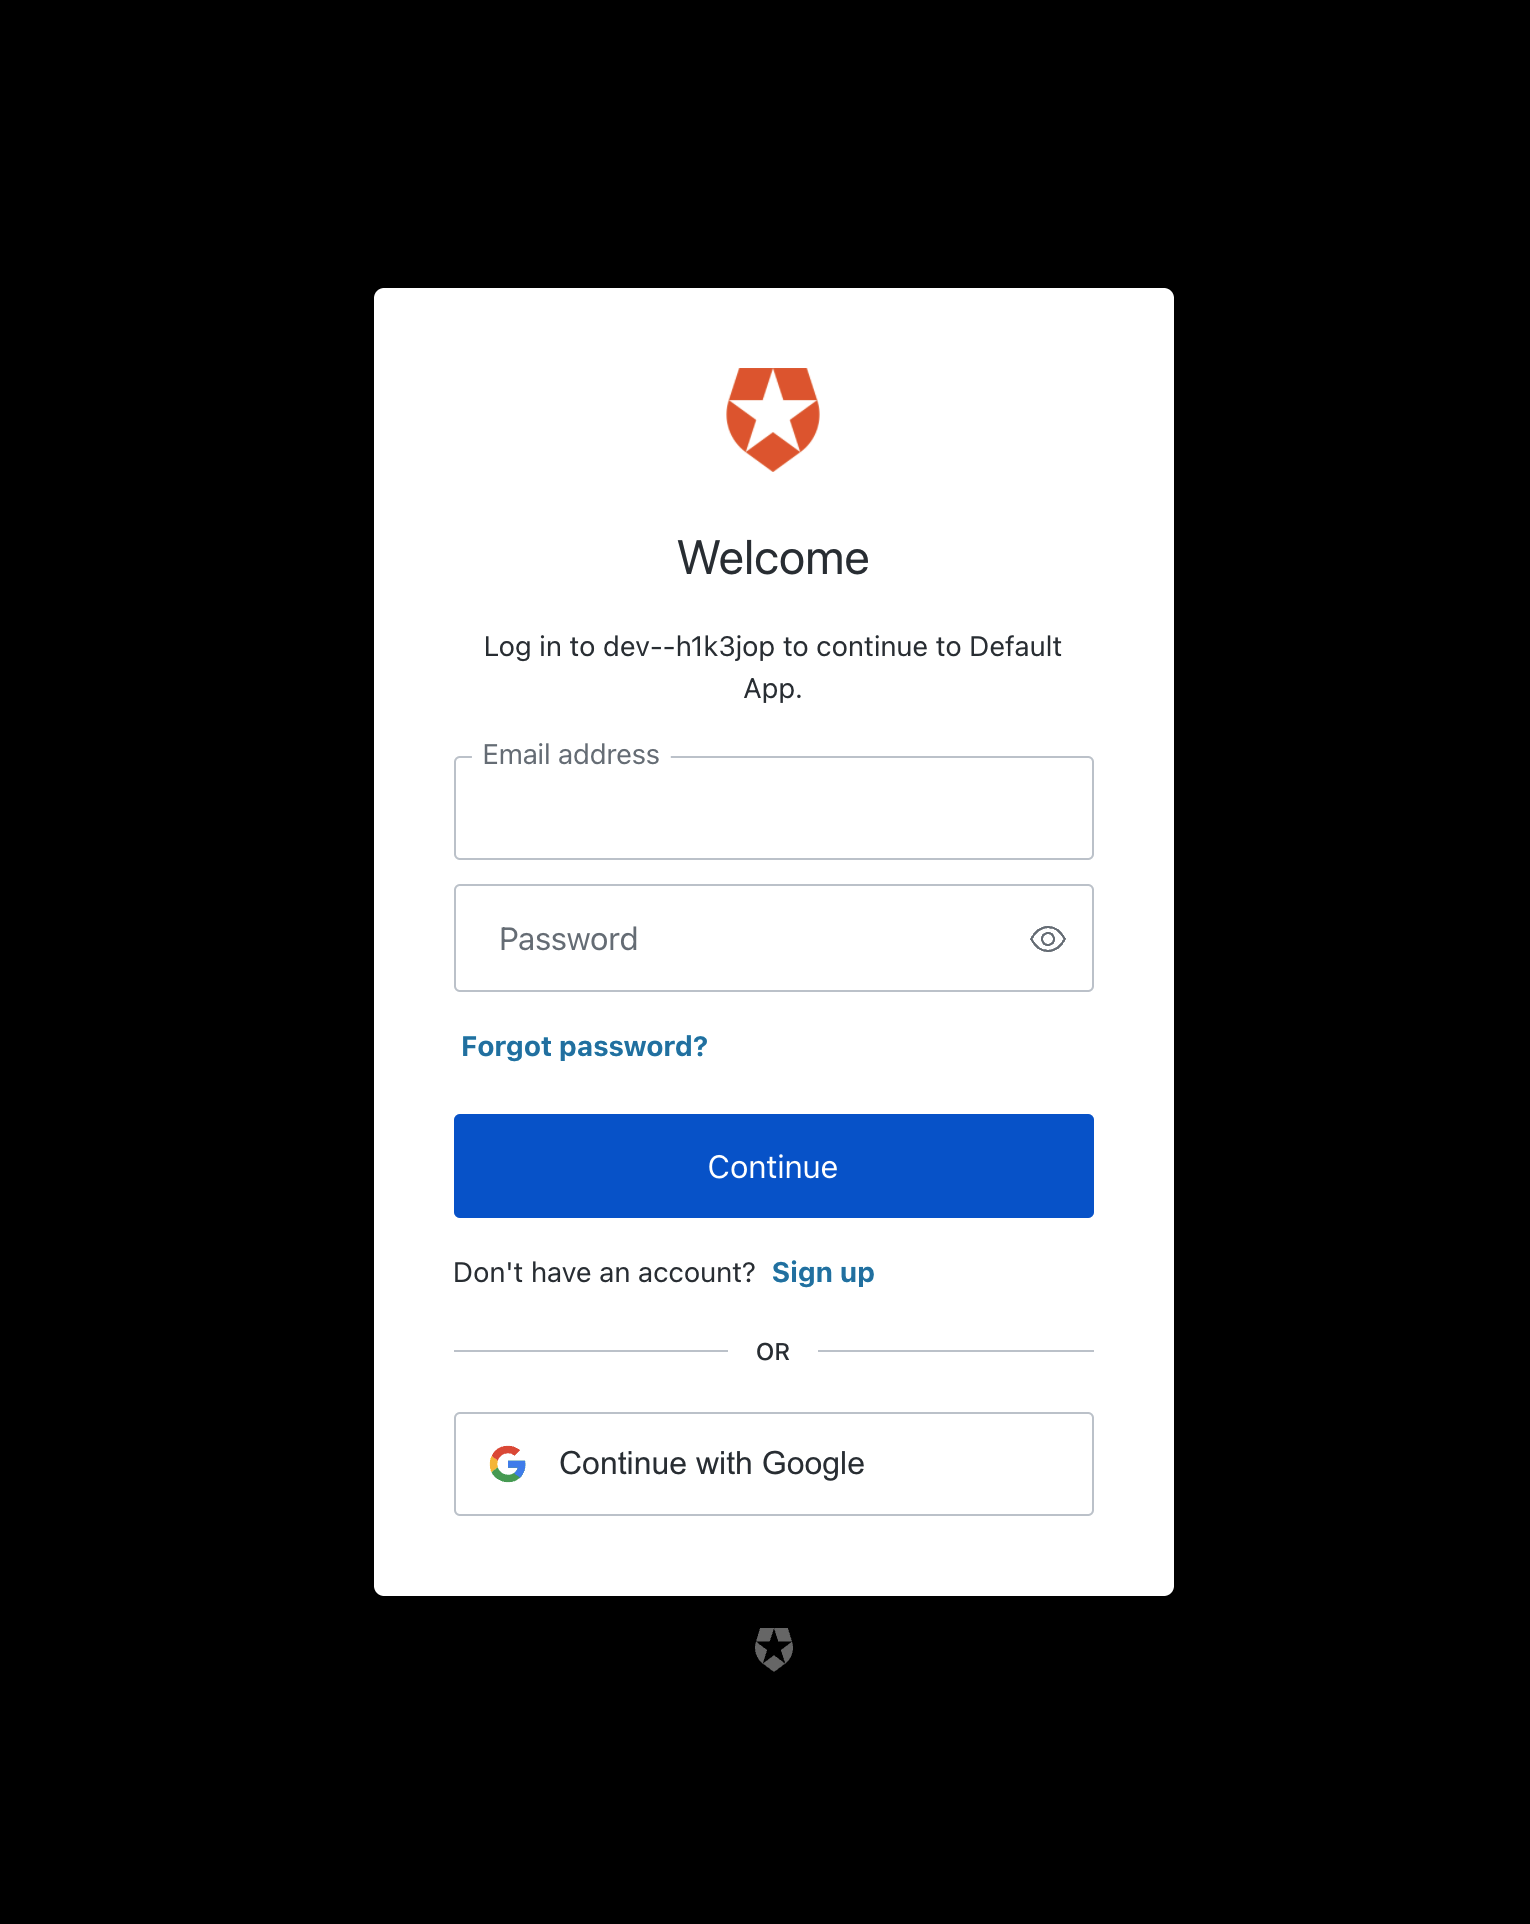 Welcome
Log in to dev--h1k3jop to continue to Default
App.
Email address
Password
Forgot password?
Continue
Don't have an account? Sign up
OR
Continue with Google